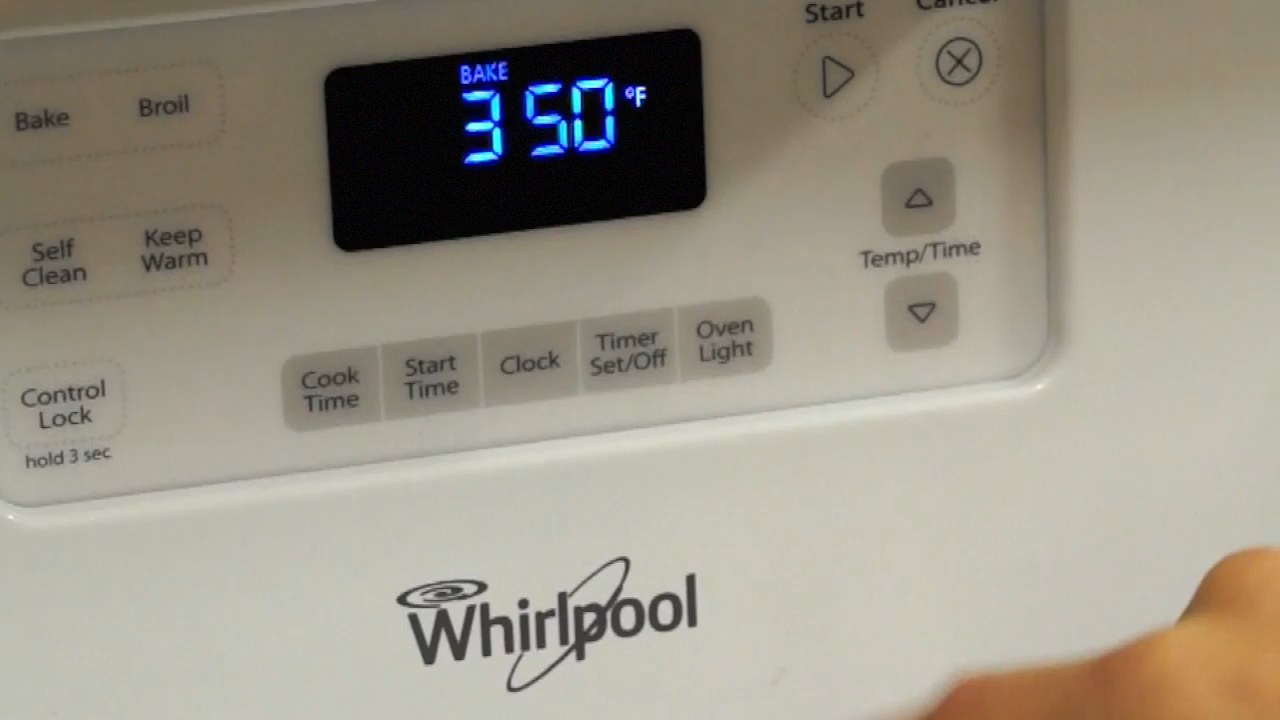 Start
Cancel
BAKE
350 °F
Bake
Broil
Self
Clean
Keep
Warm
Temp/Time
Control
Lock
hold 3 sec
Cook
Time
Start
Time
Clock
Timer
Set/Off
Oven
Light
Whirlpool